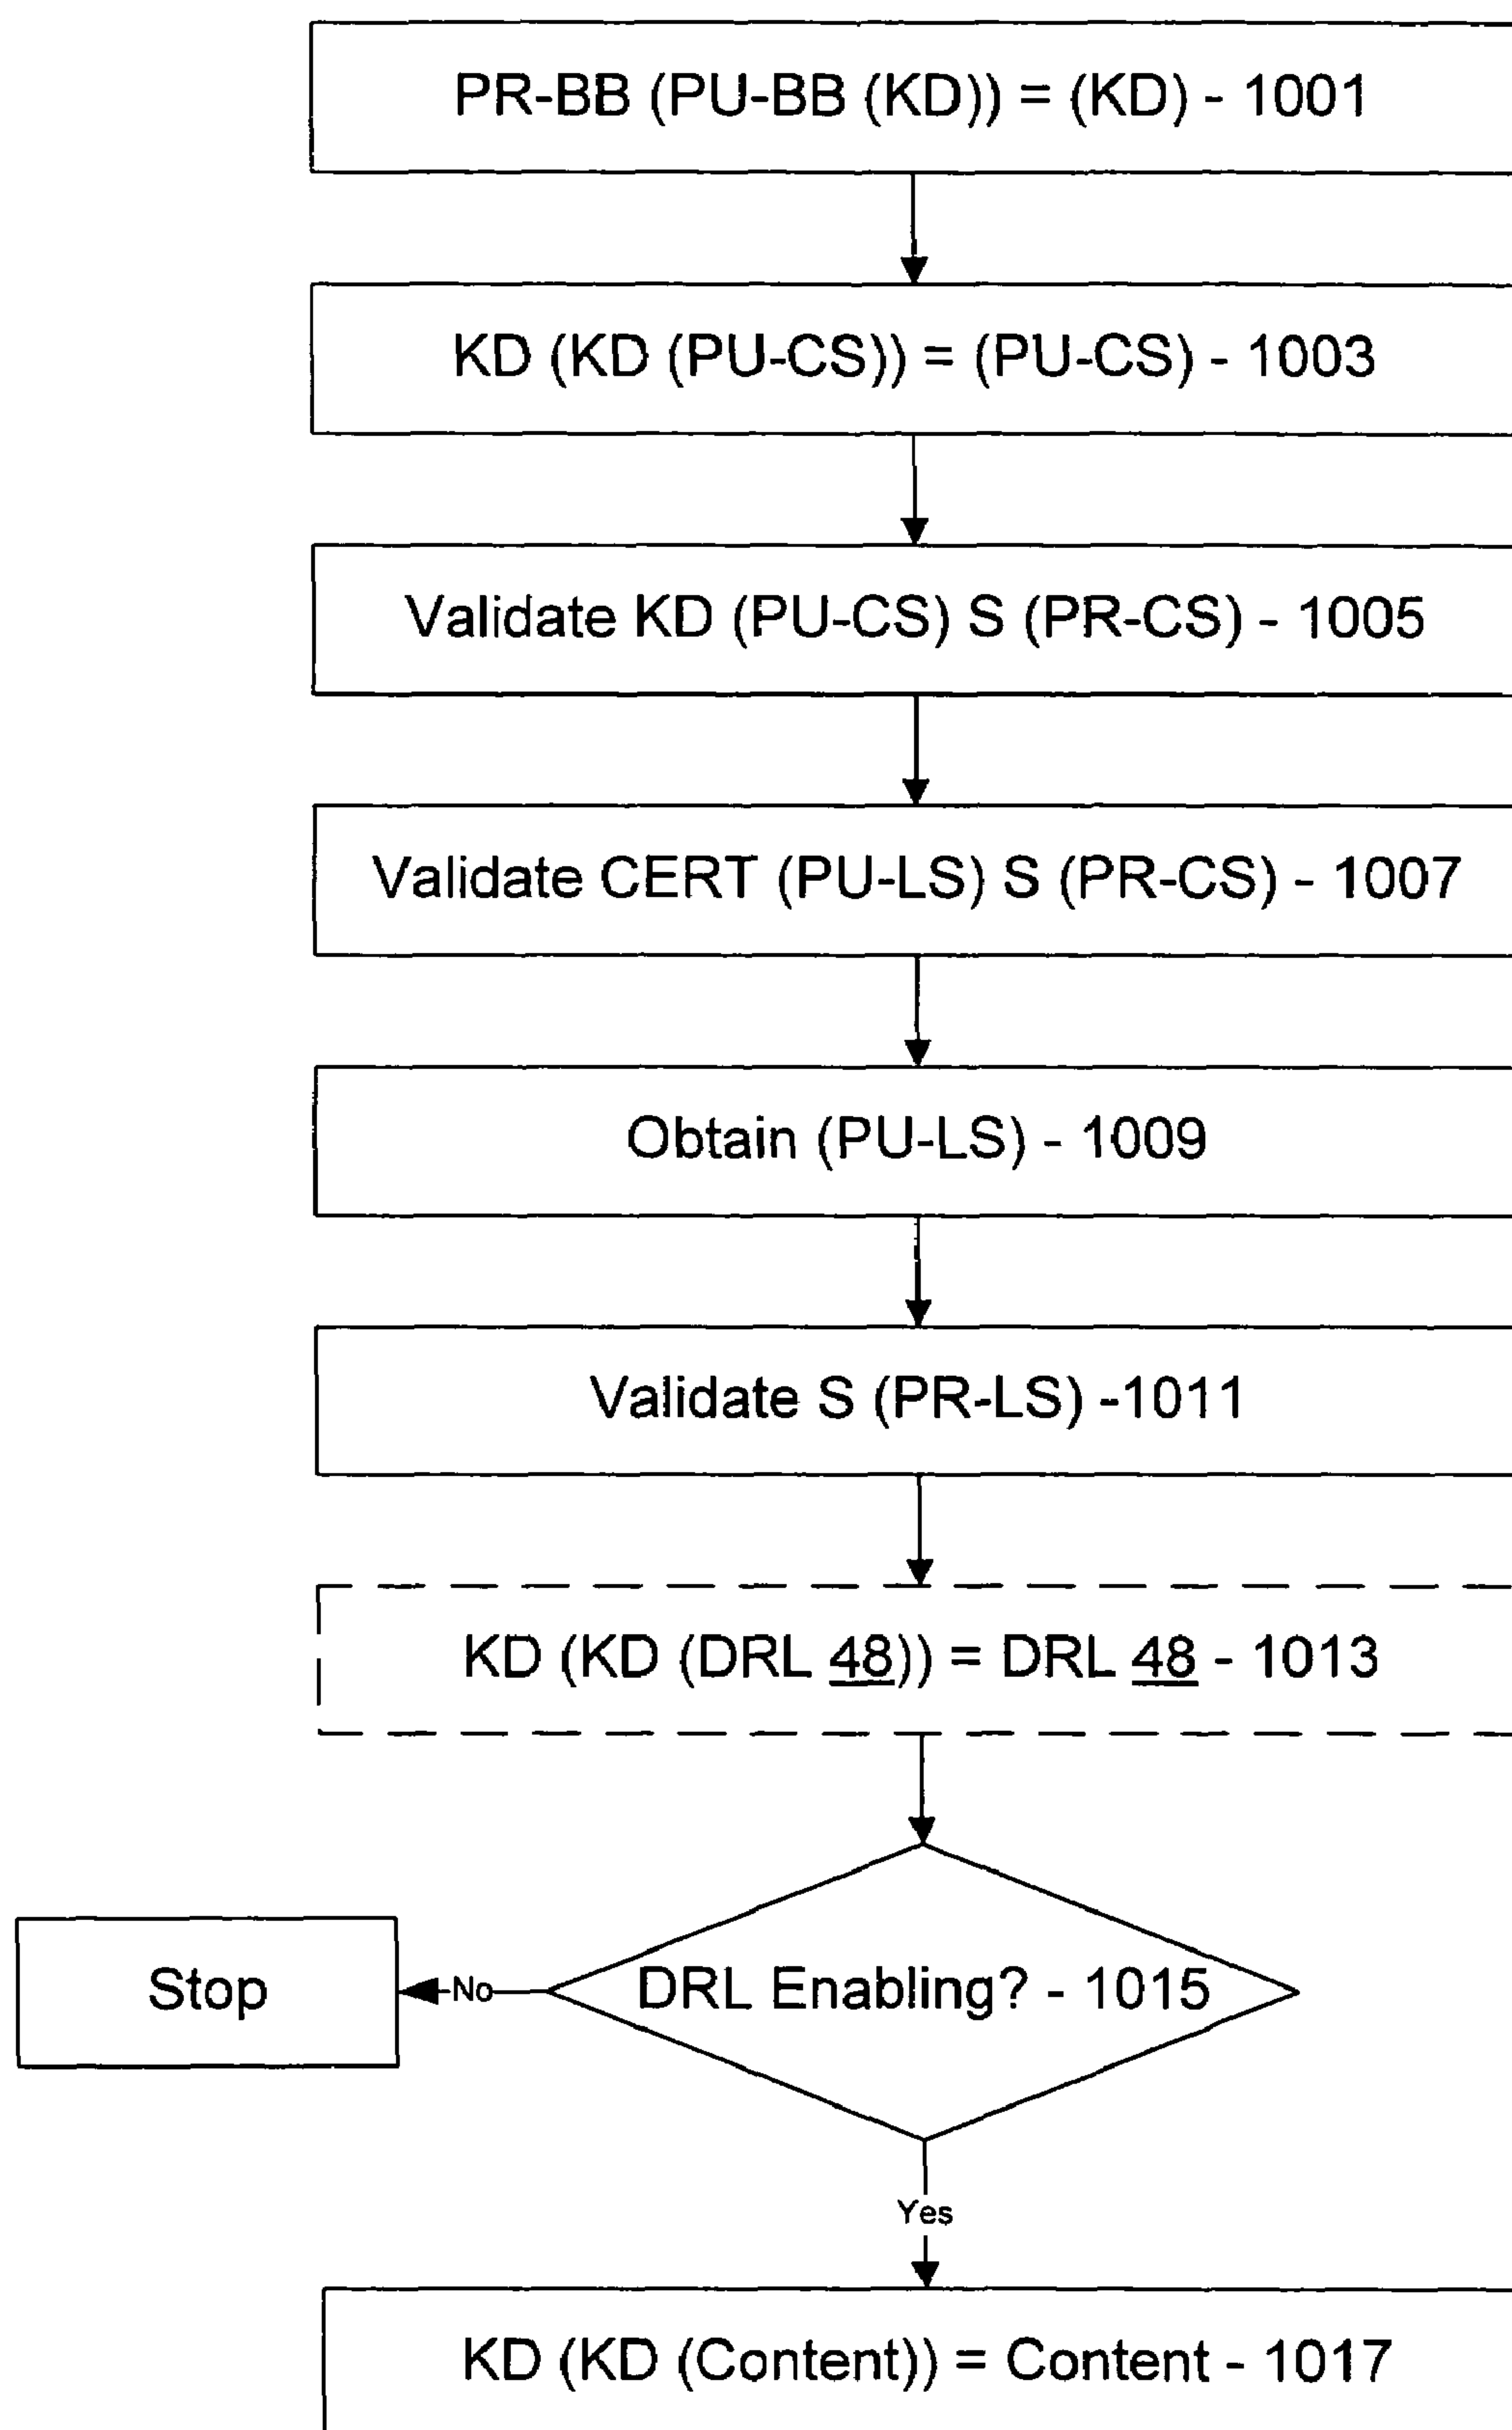 PR-BB (PU-BB (KD)) = (KD) - 1001
KD (KD (PU-CS)) = (PU-CS) - 1003
Validate KD (PU-CS) S (PR-CS) - 1005
Validate CERT (PU-LS) S (PR-CS) - 1007
Obtain (PU-LS) - 1009
Validate S (PR-LS) -1011
KD (KD (DRL 48)) = DRL 48 - 1013
DRL Enabling? - 1015
No
Stop
Yes
KD (KD (Content)) = Content - 1017